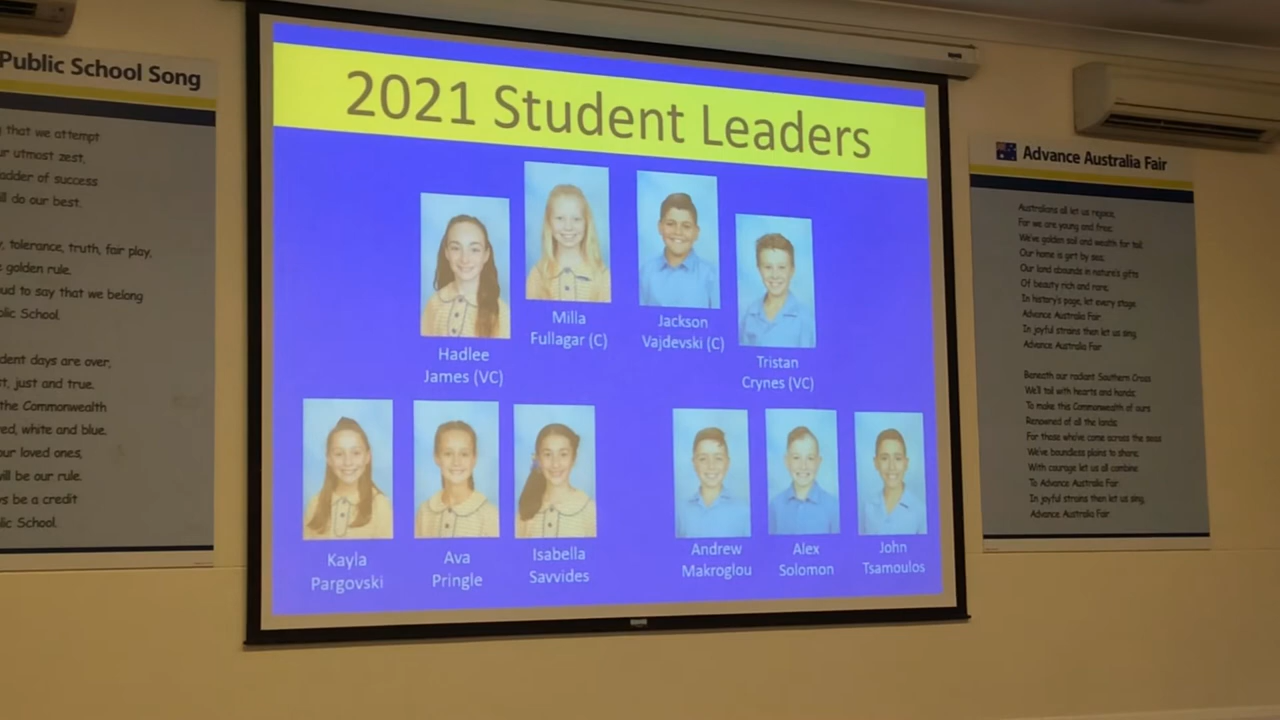 Public School Song
that we attempt
utmost zest,
ladder of success
do our best.
tolerance, truth, fair play,
golden rule.
to say that we belong
School.
days are over,
just and true.
the Commonwealth
white and blue.
our loved ones,
will be our rule.
be a credit
School.
2021 Student Leaders
Hadlee
James (VC)
Milla
Fullagar (C)
Jackson
Vajdevski (C)
Tristan
Crynes (VC)
Kayla
Pargovski
Ava
Pringle
Isabella
Savvides
Andrew
Makroglou
Alex
Solomon
John
Tsamoulos
Advance Australia Fair
Australians all let us rejoice,
For we are young and free;
We've golden soil and wealth for toil
Our home is girt by sea;
Our land abounds in nature's gifts
Of beauty rich and rare,
In history's page, let every stage
Advance Australia Fair
In joyful strains then let us sing,
Advance Australia Fair
Beneath our radiant Southern Cross
We'll toil with hearts and hands;
To make this Commonwealth of ours
Renowned of all the lands;
For those who've come across the seas
We've boundless plains to share;
With courage let us all combine
To Advance Australia Fair
In joyful strains then let us sing,
Advance Australia Fair